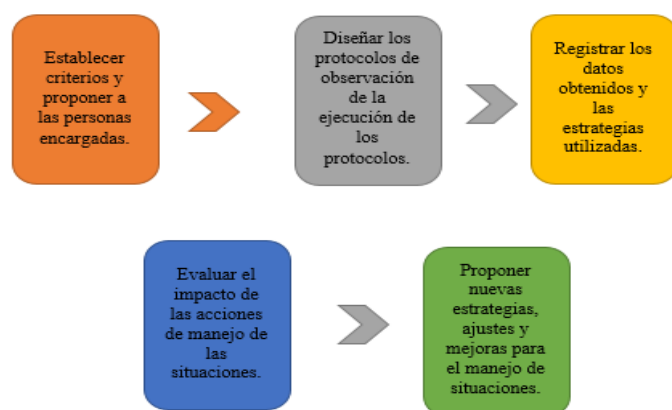 Establecer
criterios y
proponer a
las personas
encargadas.
Diseñar los
protocolos de
observación
de la
ejecución de
los
protocolos.
Registrar los
datos
obtenidos y
las
estrategias
utilizadas.
Evaluar el
impacto de
las acciones
de manejo de
las
situaciones.
Proponer
nuevas
estrategias,
ajustes y
mejoras para
el manejo de
situaciones.